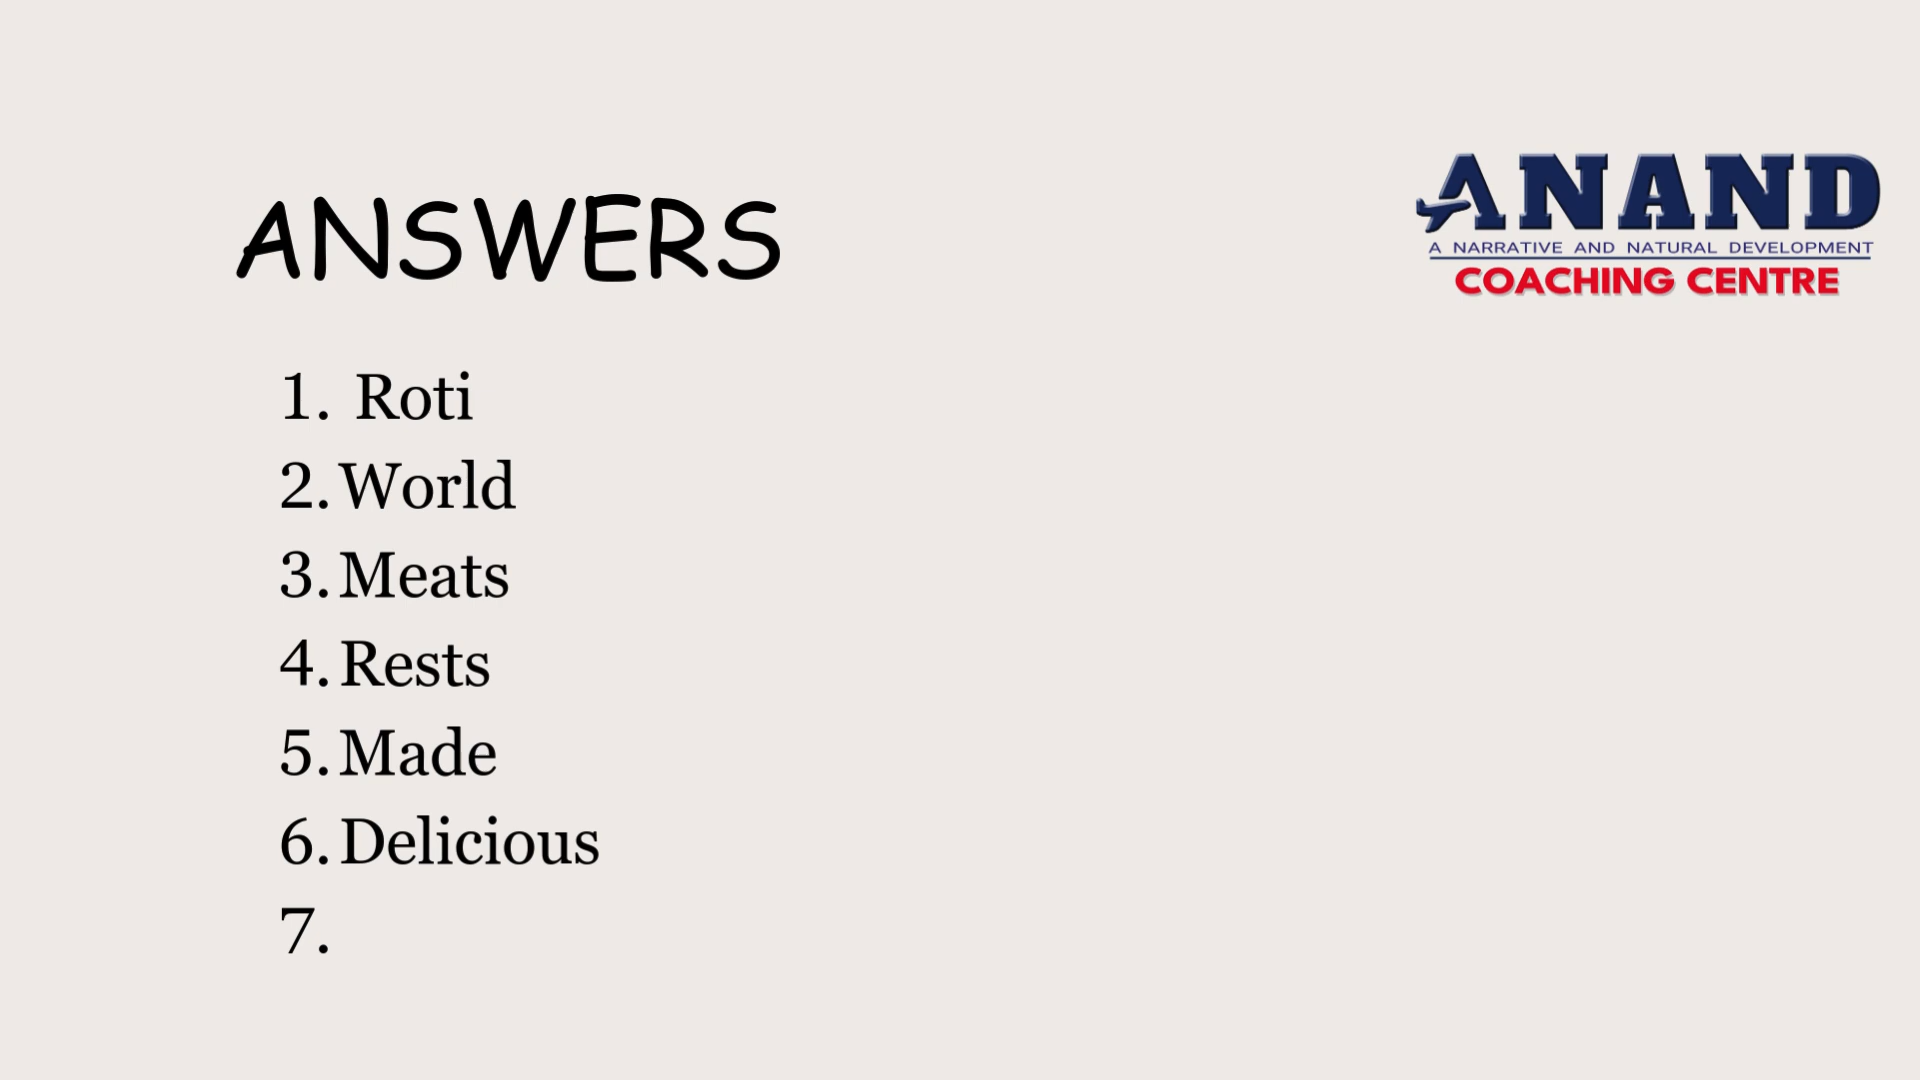 ANSWERS
ANAND
A NARRATIVE AND NATURAL DEVELOPMENT
COACHING CENTRE
1. Roti
2. World
3. Meats
4. Rests
5. Made
6. Delicious
7.